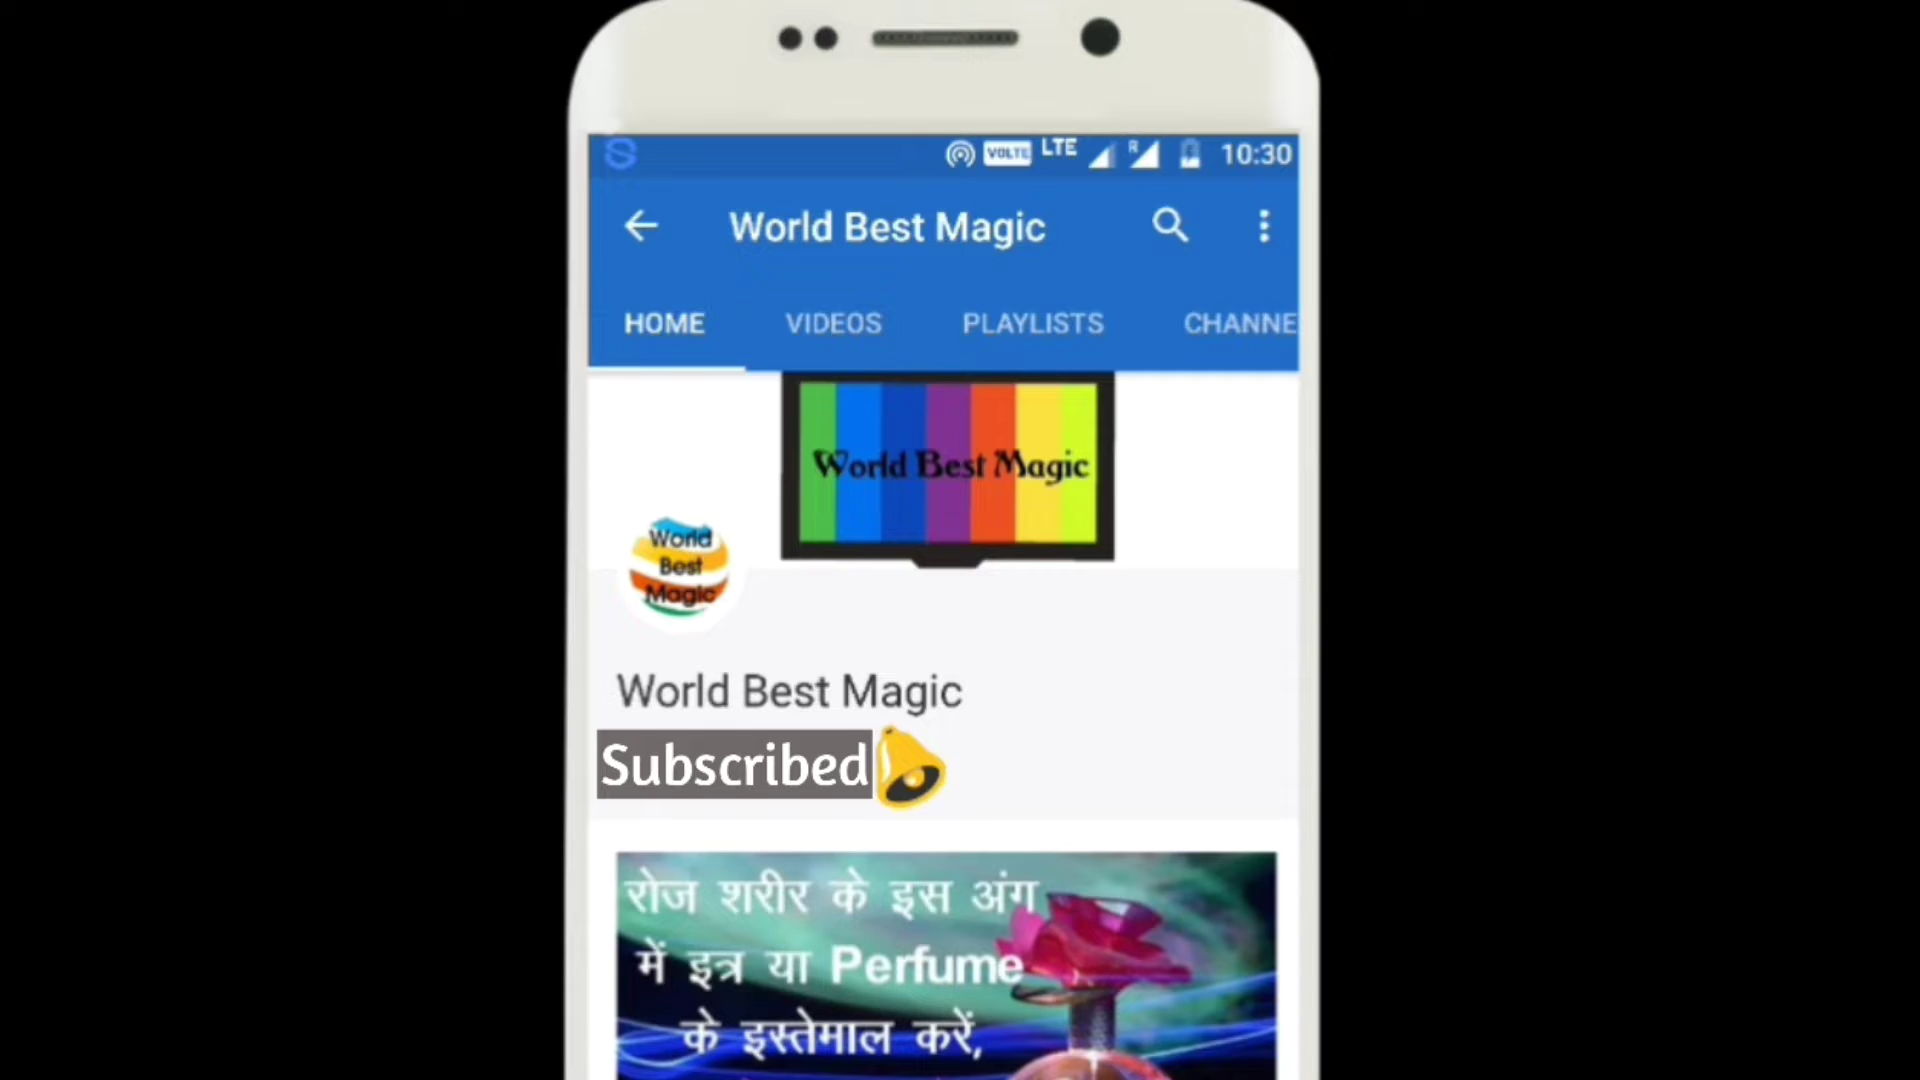 VOLTE LTE R 10:30
World Best Magic
HOME VIDEOS PLAYLISTS CHANNE
World Best Magic
World
Best
Magic
World Best Magic
Subscribed
रोज शरीर के इस अंग
में इत्र या Perfume
के इस्तेमाल करें,